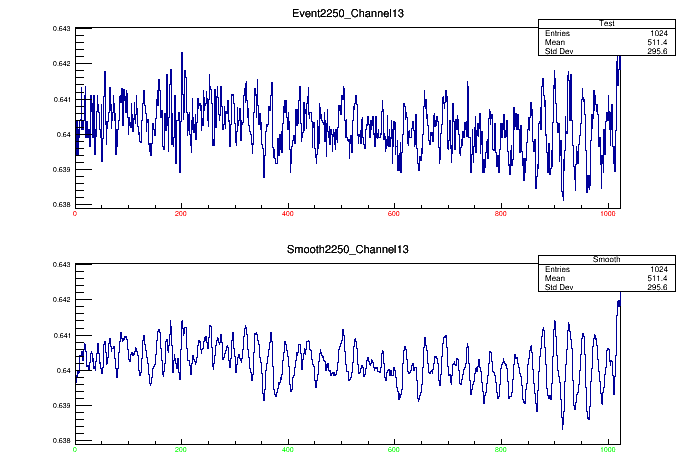 Event2250_Channel13
Test
Entries 1024
Mean 511.4
Std Dev 295.6
0.643
0.642
0.641
0.64
0.639
0.638
0 200 400 600 800 1000
Smooth2250_Channel13
Smooth
Entries 1024
Mean 511.4
Std Dev 295.6
0.643
0.642
0.641
0.64
0.639
0.638
0 200 400 600 800 1000